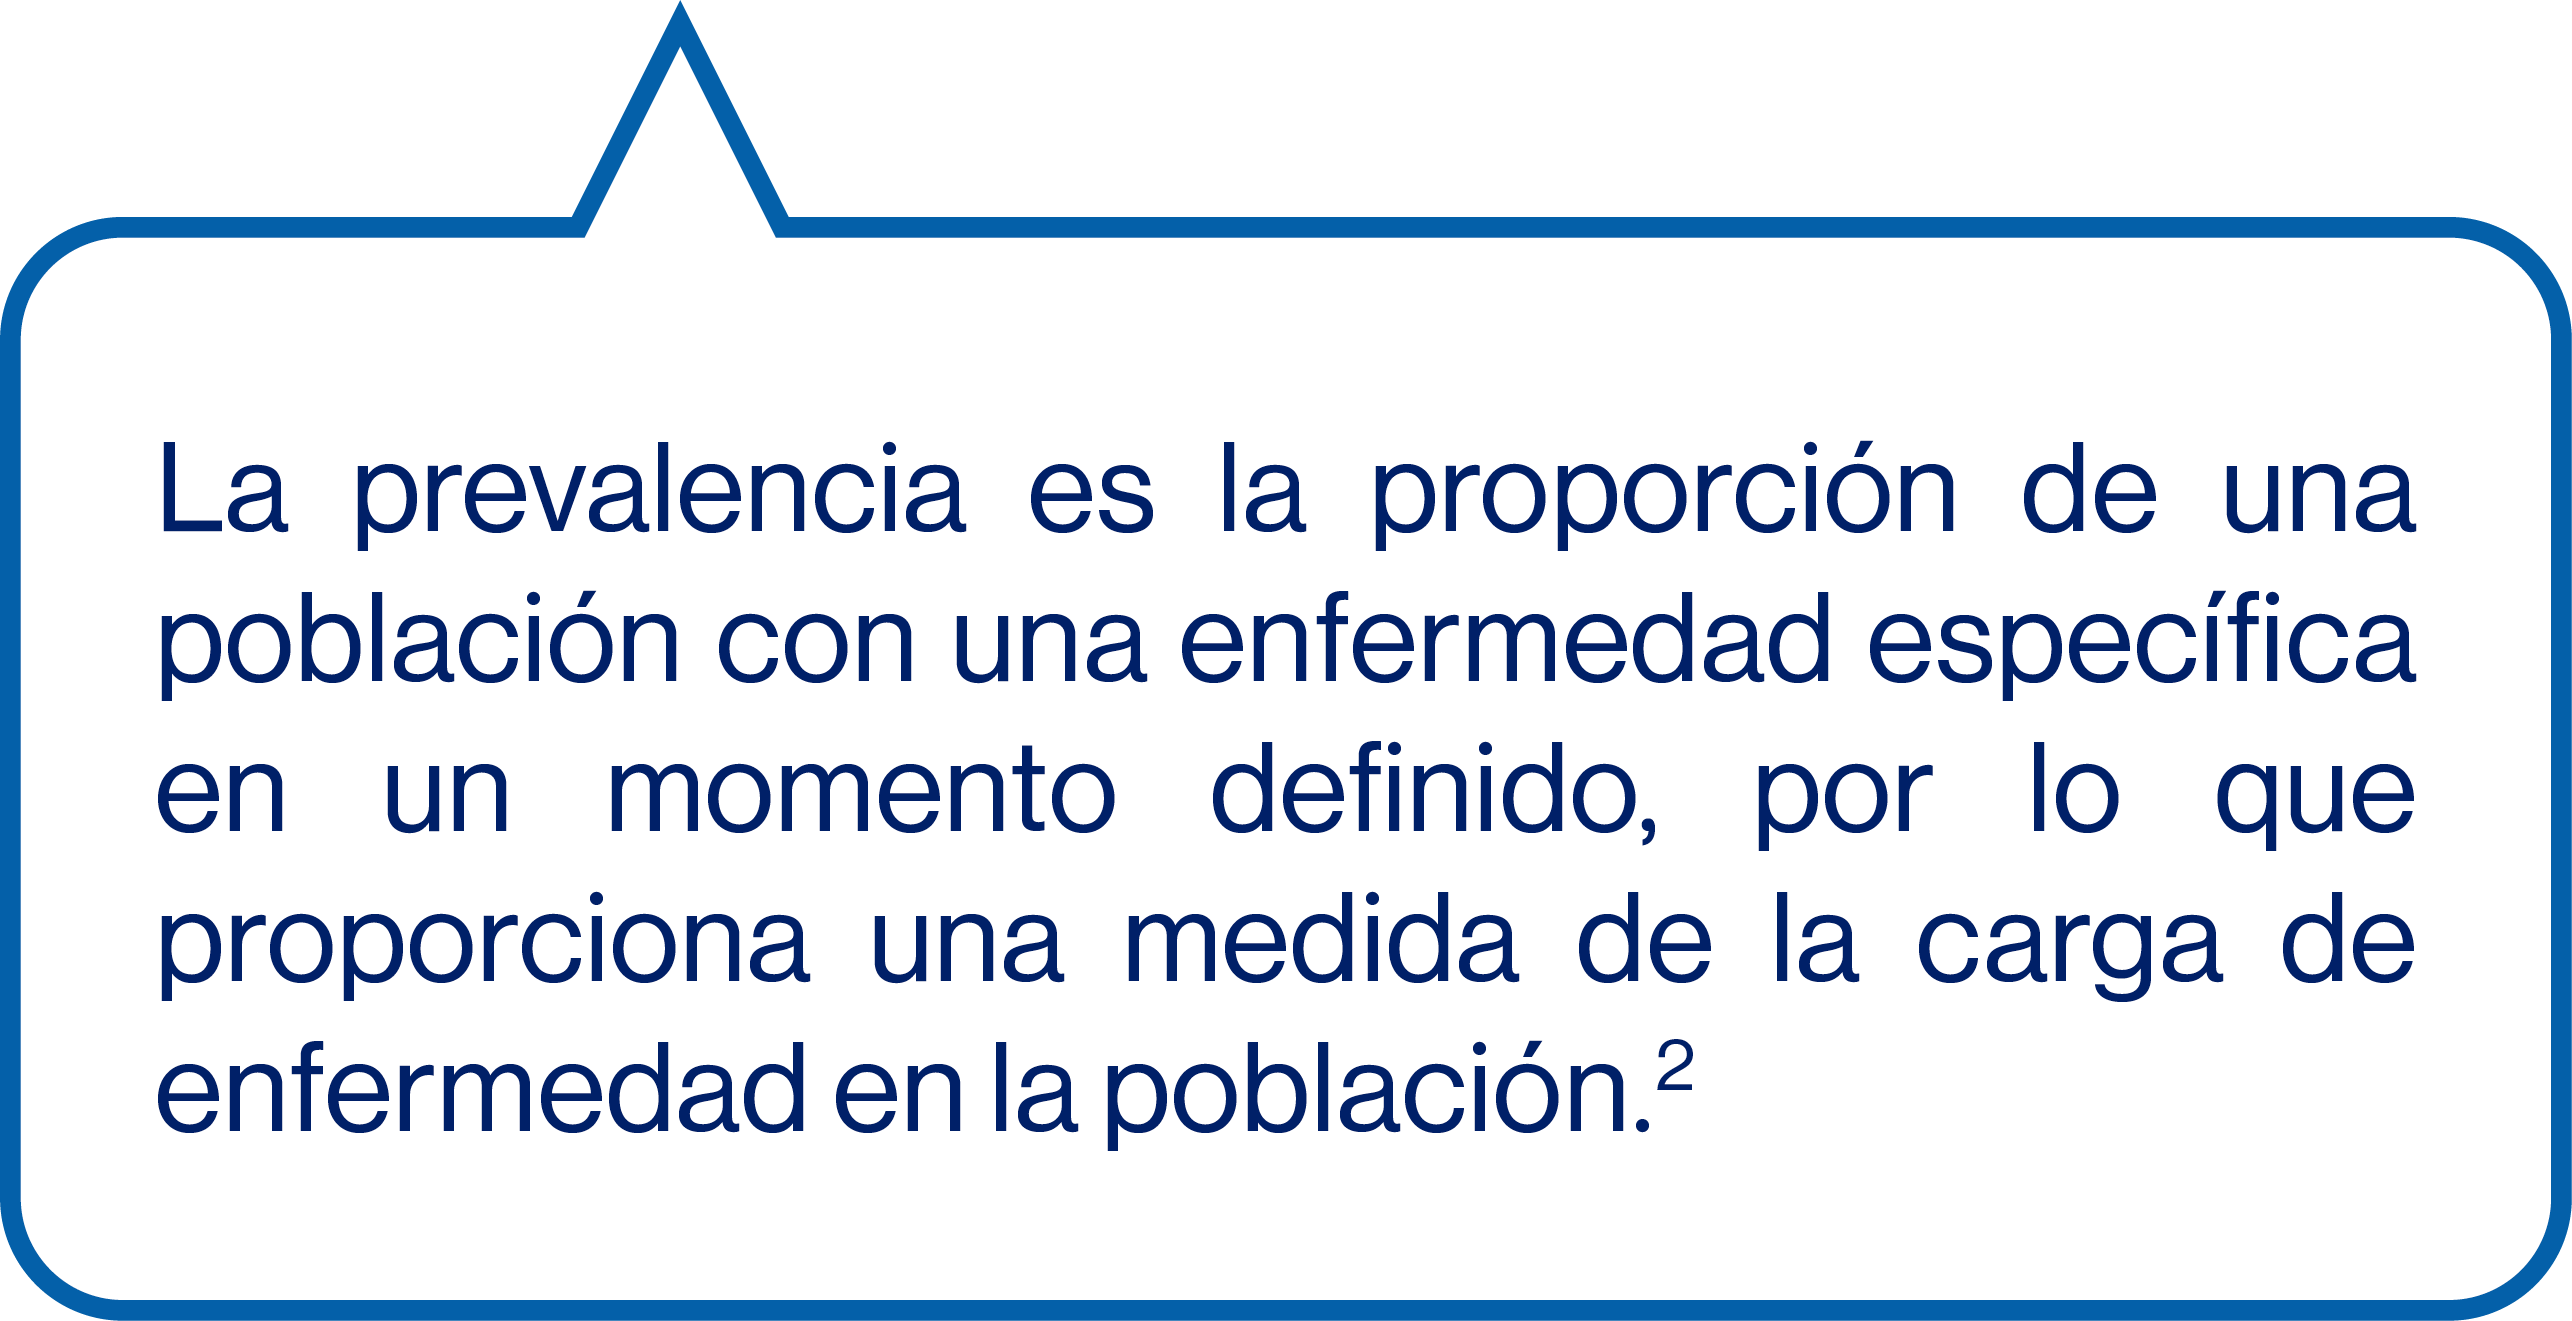 La prevalencia es la proporción de una
población con una enfermedad específica
en un momento definido, por lo que
proporciona una medida de la carga de
enfermedad en la población.²